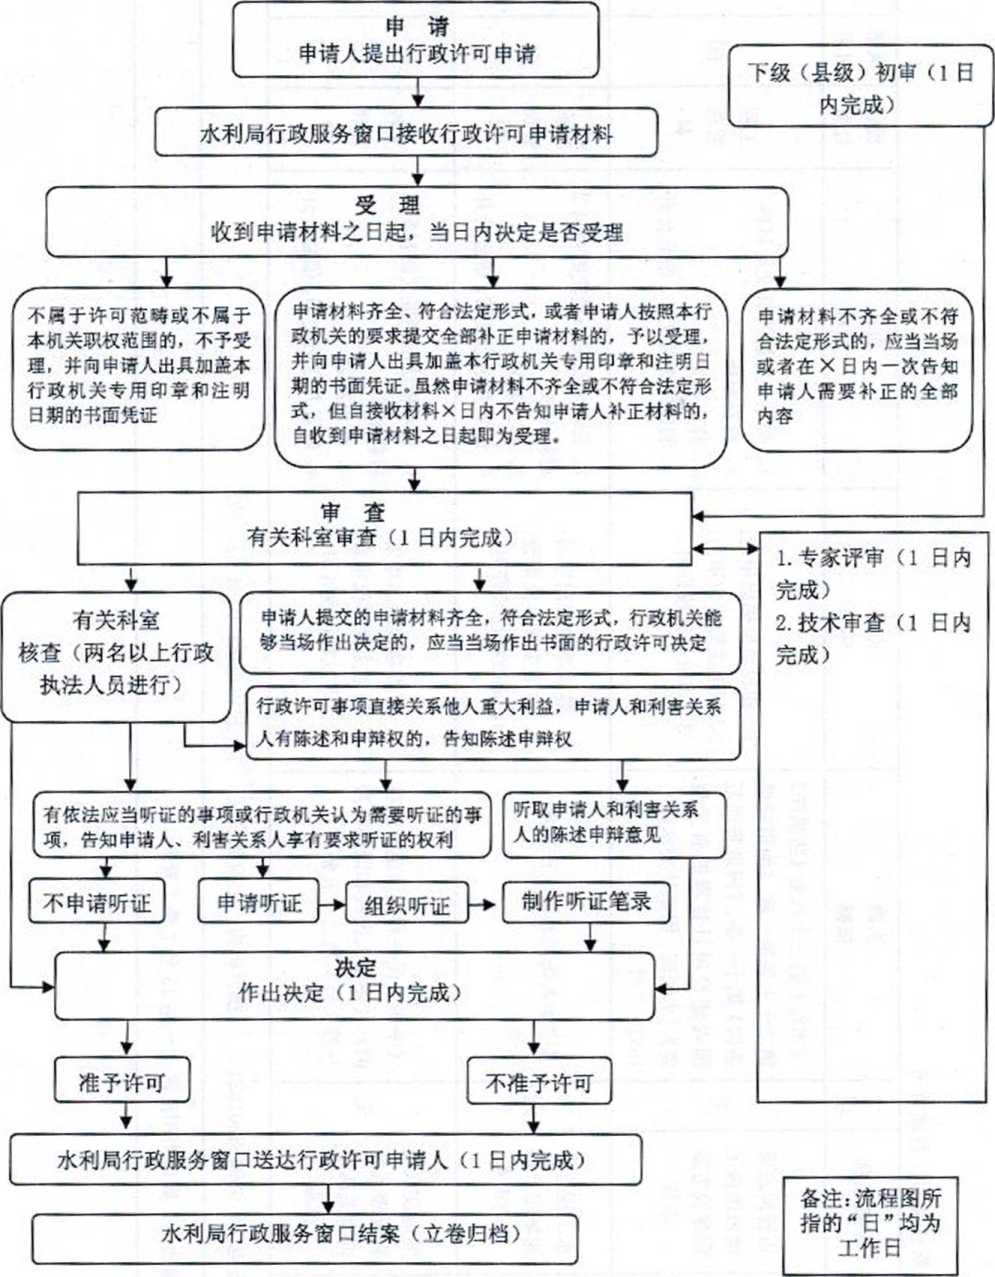 申 请
申请人提出行政许可申请
下级（县级）初审（1 日
内完成）
水利局行政服务窗口接收行政许可申请材料
受 理
收到申请材料之日起，当日内决定是否受理
不属于许可范畴或不属于
本机关职权范围的，不予受
理，并向申请人出具加盖本
行政机关专用印章和注明
日期的书面凭证
申请材料齐全、符合法定形式，或者申请人按照本行
政机关的要求提交全部补正申请材料的，予以受理，
并向申请人出具加盖本行政机关专用印章和注明日
期的书面凭证。虽然申请材料不齐全或不符合法定形
式，但自接收材料×日内不告知申请人补正材料的，
自收到申请材料之日起即为受理。
申请材料不齐全或不符
合法定形式的，应当当场
或者在×日内一次告知
申请人需要补正的全部
内容
审 查
有关科室审查（1 日内完成）
1.专家评审（1 日内
完成）
2.技术审查（1 日内
完成）
有关科室
核查（两名以上行政
执法人员进行）
申请人提交的申请材料齐全，符合法定形式，行政机关能
够当场作出决定的，应当当场作出书面的行政许可决定
行政许可事项直接关系他人重大利益，申请人和利害关系
人有陈述和申辩权的，告知陈述申辩权
有依法应当听证的事项或行政机关认为需要听证的事
项，告知申请人、利害关系人享有要求听证的权利
听取申请人和利害关系
人的陈述申辩意见
不申请听证
申请听证
组织听证
制作听证笔录
决定
作出决定（1 日内完成）
准予许可
不准予许可
水利局行政服务窗口送达行政许可申请人（1 日内完成）
水利局行政服务窗口结案（立卷归档）
备注：流程图所
指的“日”均为
工作日